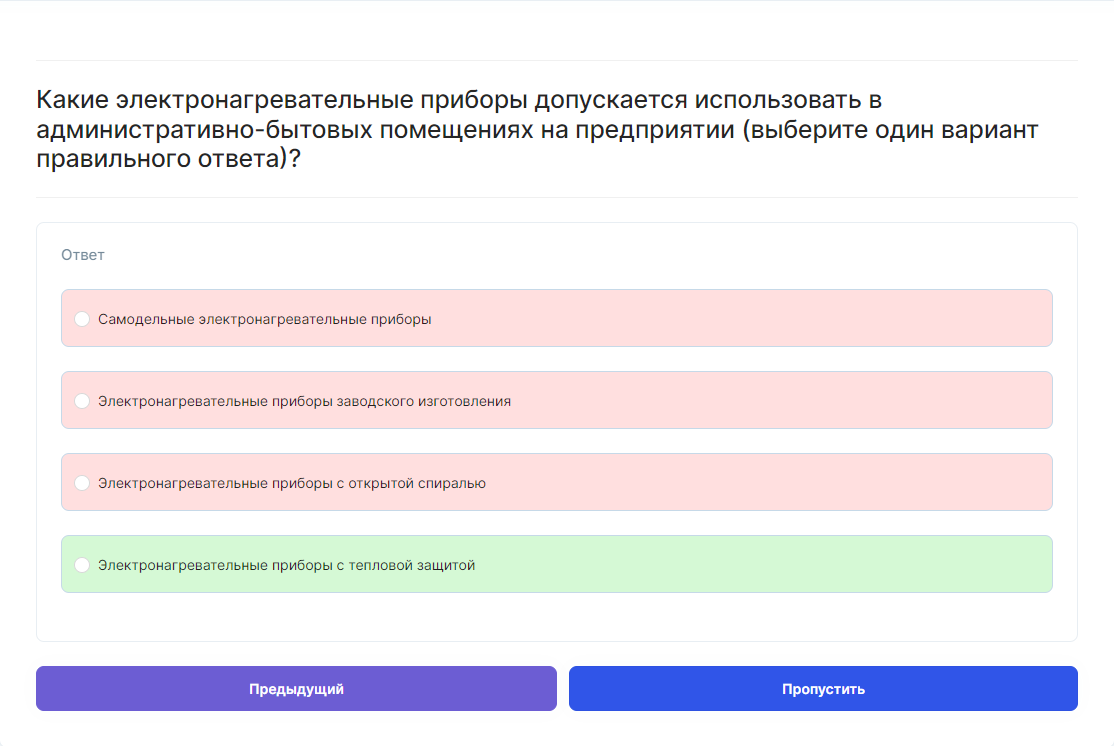 Какие электронагревательные приборы допускается использовать в
административно-бытовых помещениях на предприятии (выберите один вариант
правильного ответа)?
Ответ
Самодельные электронагревательные приборы
Электронагревательные приборы заводского изготовления
Электронагревательные приборы с открытой спиралью
Электронагревательные приборы с тепловой защитой
Предыдущий
Пропустить